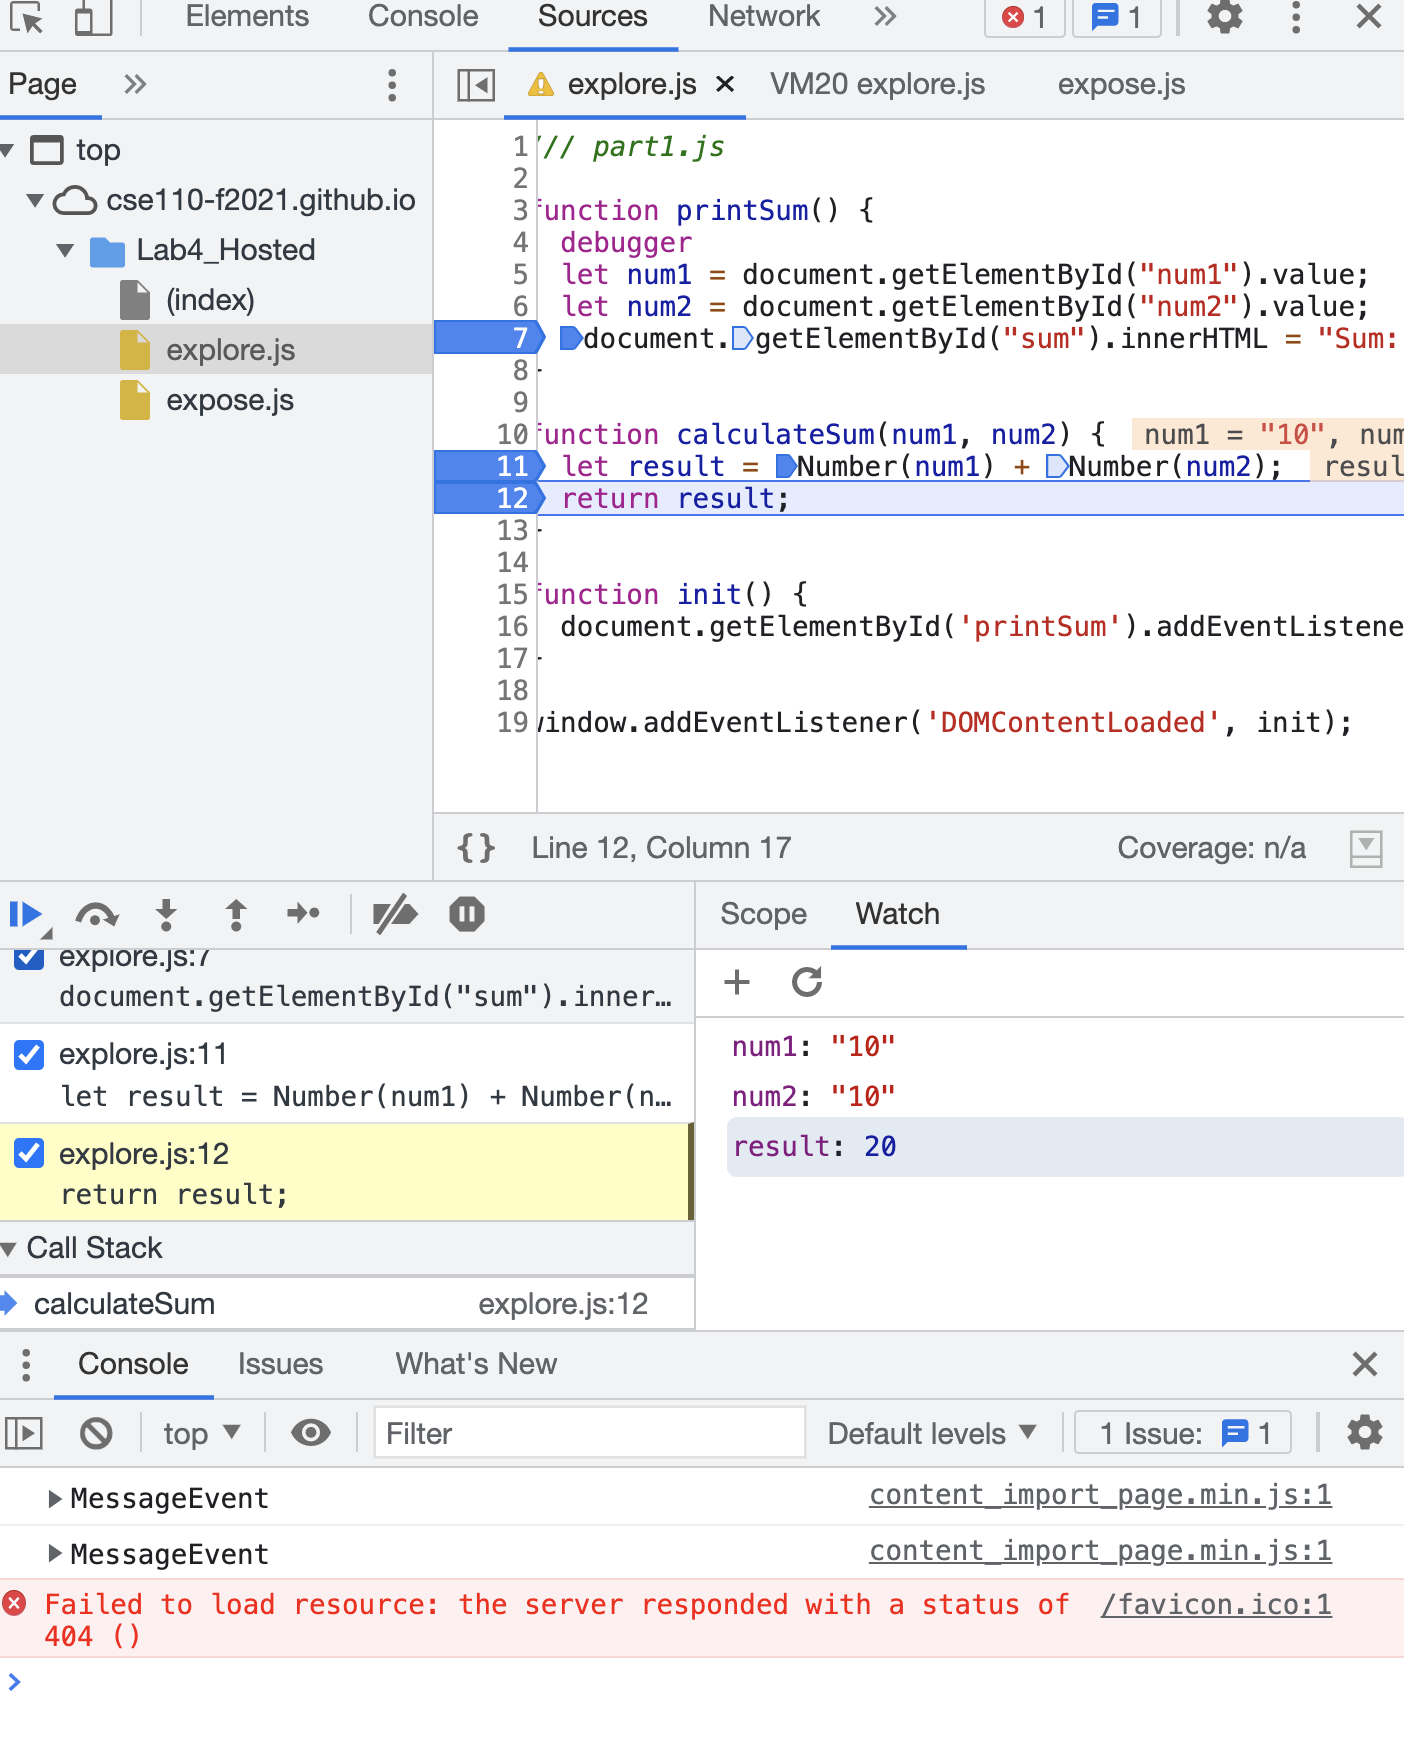 Elements Console Sources Network 1 1
Page
explore.js VM20 explore.js expose.js
top
cse110-f2021.github.io
Lab4_Hosted
(index)
explore.js
expose.js
1 // part1.js
2
3 unction printSum() {
4 debugger
5 let num1 = document.getElementById("num1").value;
6 let num2 = document.getElementById("num2").value;
7 document.getElementById("sum").innerHTML = "Sum:
8
9
10 unction calculateSum(num1, num2) { num1 = "10", num
11 let result = Number(num1) + Number(num2); resul
12 return result;
13
14
15 unction init() {
16 document.getElementById('printSum').addEventListene
17
18
19 window.addEventListener('DOMContentLoaded', init);
{} Line 12, Column 17 Coverage: n/a
Scope Watch
explore.js:7
document.getElementById("sum").inner…
explore.js:11
let result = Number(num1) + Number(n…
explore.js:12
return result;
Call Stack
calculateSum explore.js:12
num1: "10"
num2: "10"
result: 20
Console Issues What's New
top Filter Default levels 1 Issue: 1
MessageEvent content_import_page.min.js:1
MessageEvent content_import_page.min.js:1
Failed to load resource: the server responded with a status of /favicon.ico:1
404 ()